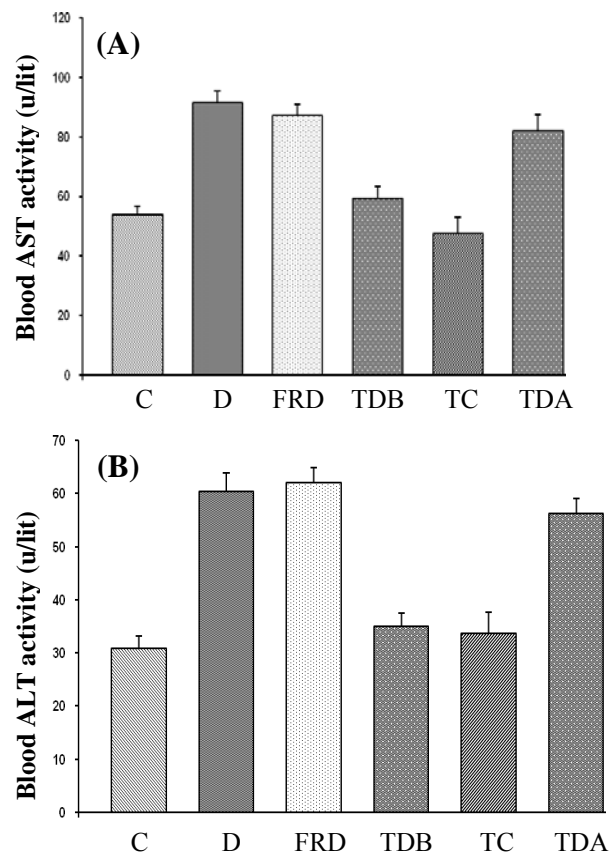 (A)
Blood AST activity (u/lit)
120
100
80
60
40
20
0
C D FRD TDB TC TDA
(B)
Blood ALT activity (u/lit)
70
60
50
40
30
20
10
0
C D FRD TDB TC TDA